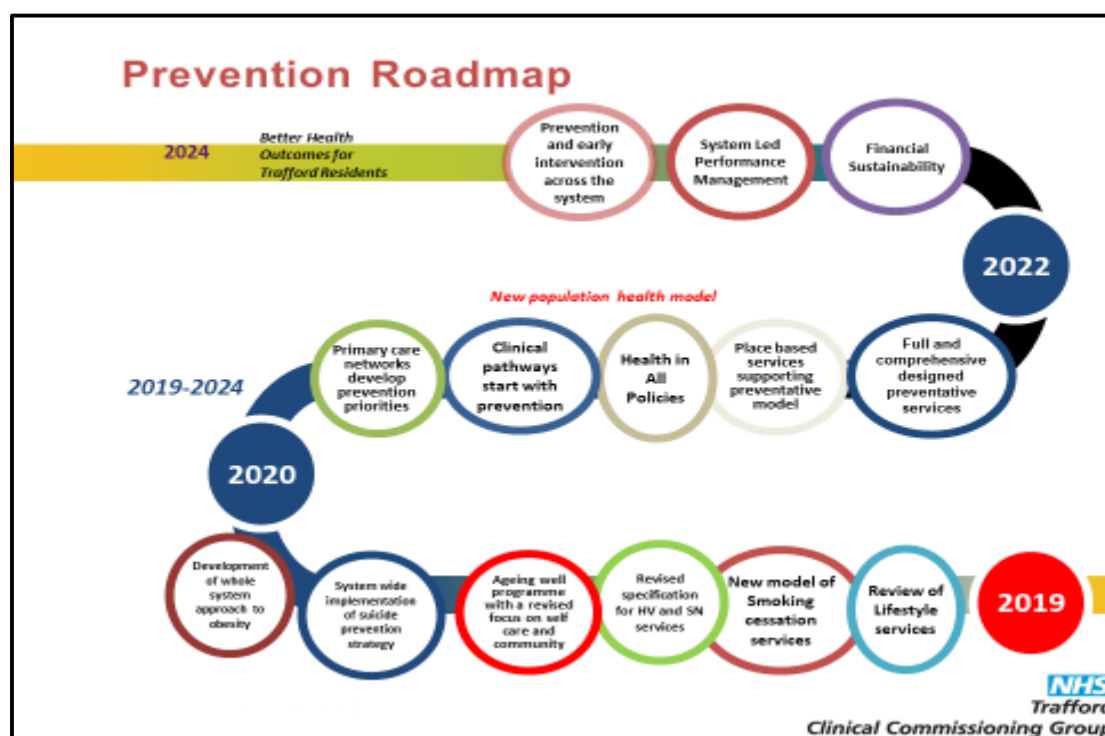 Prevention Roadmap
2024
Better Health
Outcomes for
Trafford Residents
Prevention
and early
intervention
across the
system
System Led
Performance
Management
Financial
Sustainability
2022
New population health model
2019-2024
Primary care
networks
develop
prevention
priorities
Clinical
pathways
start with
prevention
Health in
All
Policies
Place based
services
supporting
preventative
model
Full and
comprehensive
designed
preventative
services
2020
Development
of whole
system
approach to
obesity
System wide
implementation
of suicide
prevention
strategy
Ageing well
programme
with a revised
focus on self
care and
community
Revised
specification
for HV and SN
services
New model of
Smoking
cessation
services
Review of
Lifestyle
services
2019
NHS
Trafford
Clinical Commissioning Group